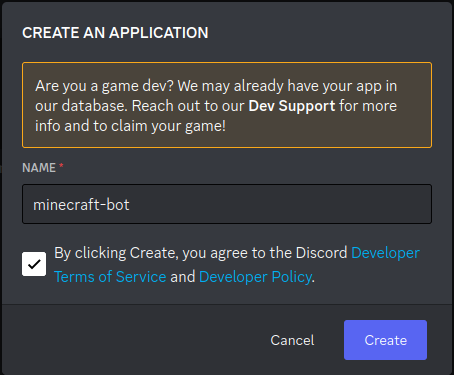 CREATE AN APPLICATION
Are you a game dev? We may already have your app in
our database. Reach out to our Dev Support for more
info and to claim your game!
NAME *
minecraft-bot
By clicking Create, you agree to the Discord Developer
Terms of Service and Developer Policy.
Cancel Create